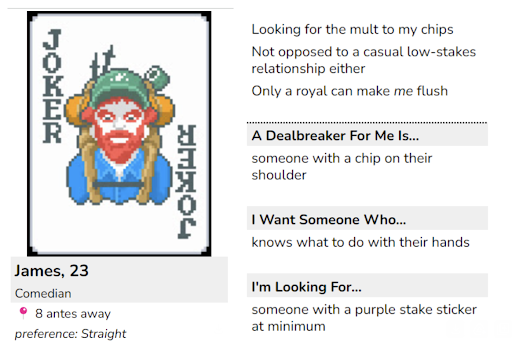 JOKER
JOKER
James, 23
Comedian
8 antes away
preference: Straight
Looking for the mult to my chips
Not opposed to a casual low-stakes
relationship either
Only a royal can make me flush
A Dealbreaker For Me Is...
someone with a chip on their
shoulder
I Want Someone Who...
knows what to do with their hands
I'm Looking For...
someone with a purple stake sticker
at minimum